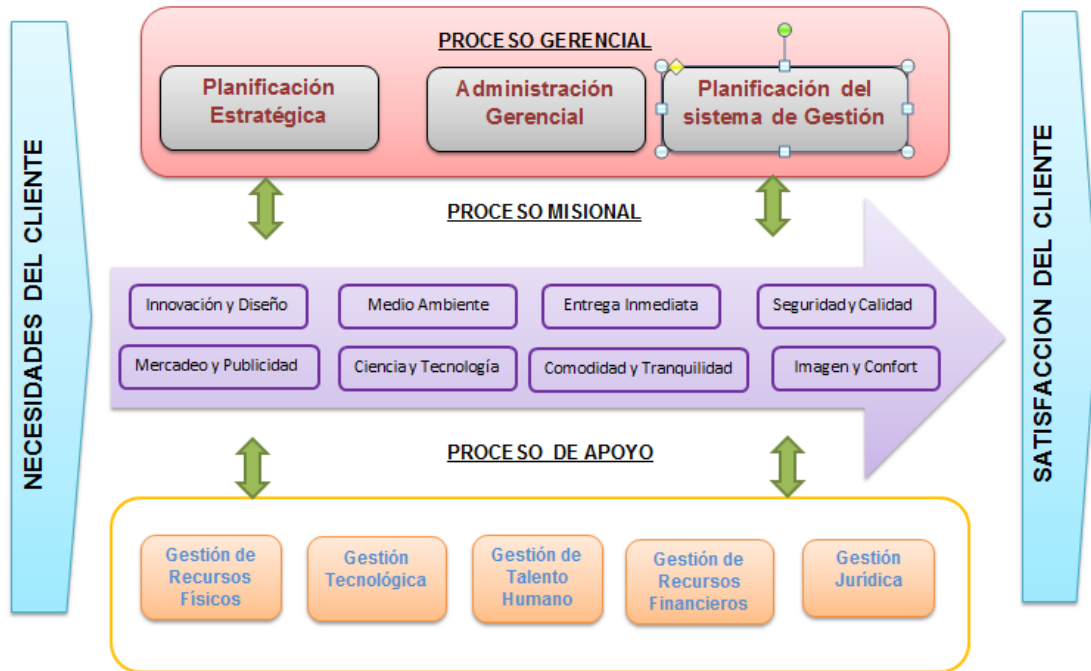 NECESIDADES DEL CLIENTE
PROCESO GERENCIAL
Planificación
Estratégica
Administración
Gerencial
Planificación del
sistema de Gestión
PROCESO MISIONAL
Innovación y Diseño
Medio Ambiente
Entrega Inmediata
Seguridad y Calidad
Mercadeo y Publicidad
Ciencia y Tecnología
Comodidad y Tranquilidad
Imagen y Confort
PROCESO DE APOYO
Gestión de
Recursos
Físicos
Gestión
Tecnológica
Gestión de
Talento
Humano
Gestión de
Recursos
Financieros
Gestión
Jurídica
SATISFACCION DEL CLIENTE